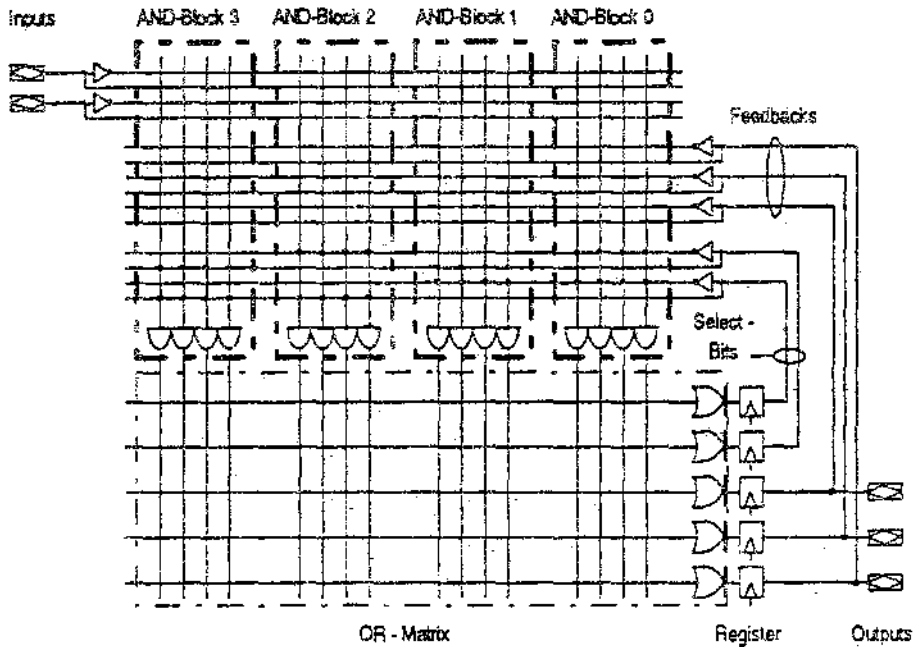 Inputs
AND-Block 3
AND-Block 2
AND-Block 1
AND-Block 0
Feedbacks
Select -
Bits
OR - Matrix
Register
Outputs